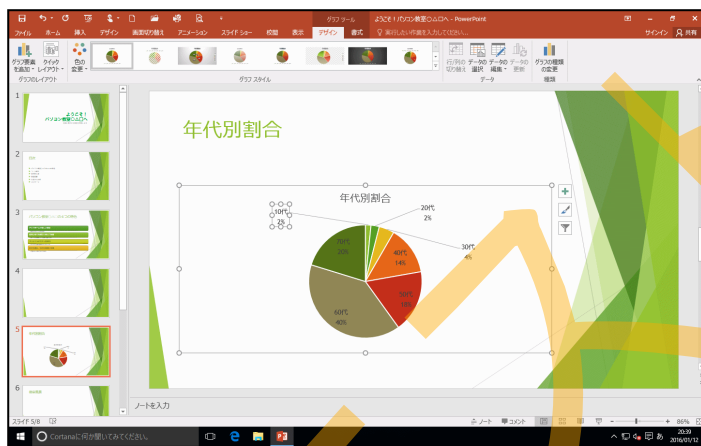 グラフ ツール
ようこそ！パソコン教室○△□へ - PowerPoint
ファイル ホーム 挿入 デザイン 画面切り替え アニメーション スライド ショー 校閲 表示 デザイン 書式 実行したい作業を入力してください... サインイン 共有
グラフ要素を追加 クイック レイアウト 色の変更 行/列の切り替え データの選択 データの編集 データの更新 グラフの種類の変更
グラフのレイアウト グラフ スタイル データ 種類
1
ようこそ！
パソコン教室○△□へ
2
3
4
5
6
年代別割合
年代別割合
10代
2%
20代
2%
30代
4%
40代
14%
50代
18%
60代
40%
70代
20%
ノートを入力
スライド 5/8 ノート コメント 86%
Cortanaに何か聞いてみてください。
20:39
2016/01/12